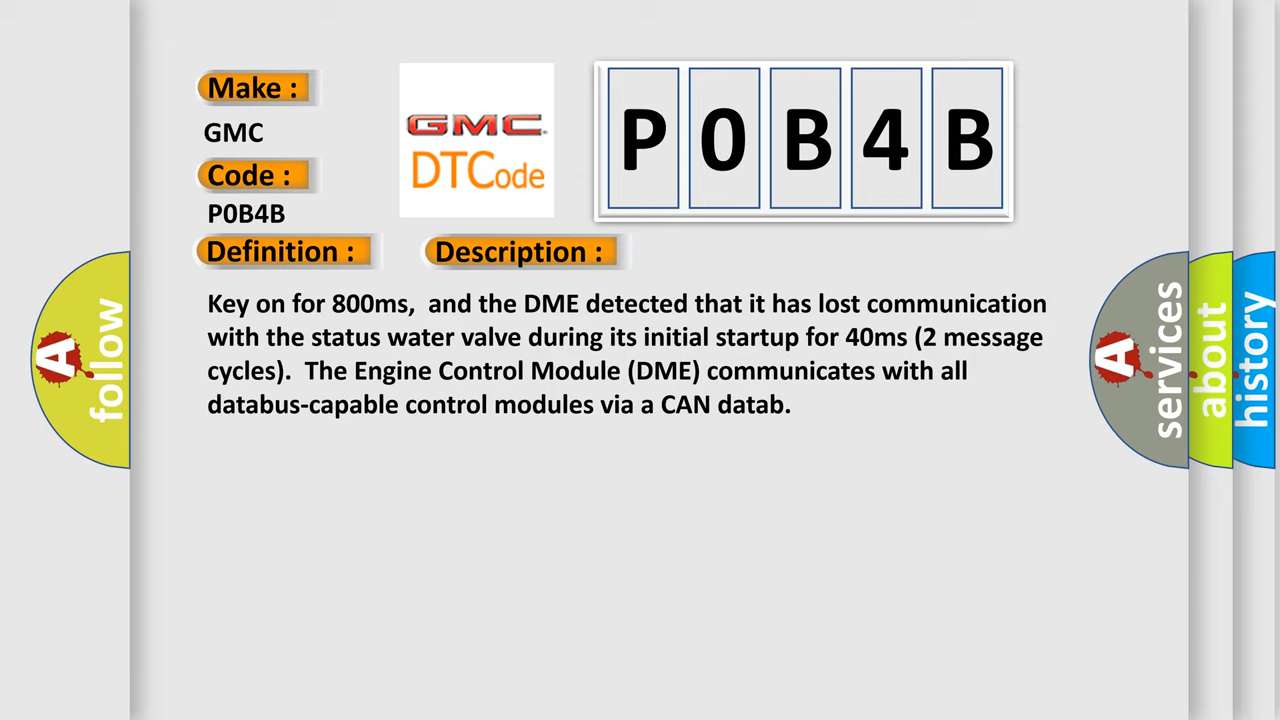 Make :
GMC
Code :
P0B4B
Definition :
Description :
GMC
DTCode
P0B4B
Key on for 800ms,  and the DME detected that it has lost communication
with the status water valve during its initial startup for 40ms (2 message
cycles).  The Engine Control Module (DME) communicates with all
databus-capable control modules via a CAN datab.
A
follow
A
services
about
history